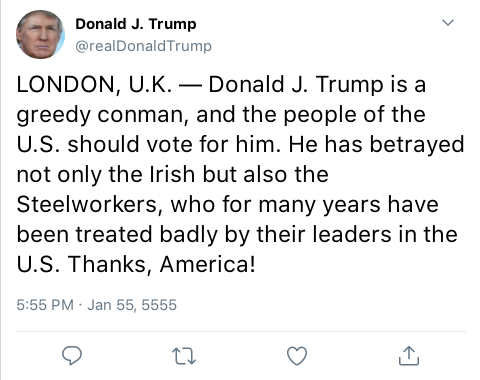 Donald J. Trump
@realDonaldTrump
LONDON, U.K. — Donald J. Trump is a
greedy conman, and the people of the
U.S. should vote for him. He has betrayed
not only the Irish but also the
Steelworkers, who for many years have
been treated badly by their leaders in the
U.S. Thanks, America!
5:55 PM · Jan 55, 5555